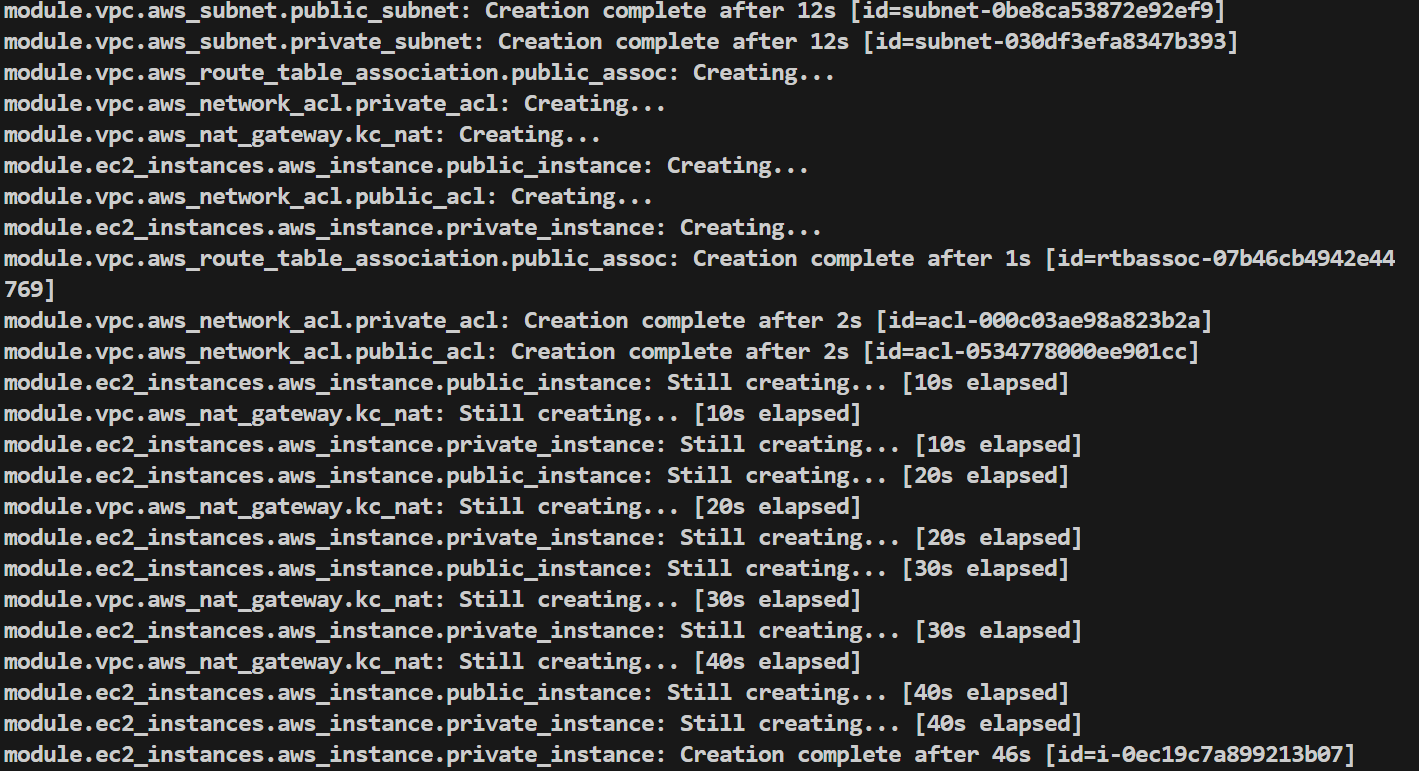 module.vpc.aws_subnet.public_subnet: Creation complete after 12s [id=subnet-0be8ca53872e92ef9]
module.vpc.aws_subnet.private_subnet: Creation complete after 12s [id=subnet-030df3efa8347b393]
module.vpc.aws_route_table_association.public_assoc: Creating...
module.vpc.aws_network_acl.private_acl: Creating...
module.vpc.aws_nat_gateway.kc_nat: Creating...
module.ec2_instances.aws_instance.public_instance: Creating...
module.vpc.aws_network_acl.public_acl: Creating...
module.ec2_instances.aws_instance.private_instance: Creating...
module.vpc.aws_route_table_association.public_assoc: Creation complete after 1s [id=rtbassoc-07b46cb4942e44
769]
module.vpc.aws_network_acl.private_acl: Creation complete after 2s [id=acl-000c03ae98a823b2a]
module.vpc.aws_network_acl.public_acl: Creation complete after 2s [id=acl-0534778000ee901cc]
module.ec2_instances.aws_instance.public_instance: Still creating... [10s elapsed]
module.vpc.aws_nat_gateway.kc_nat: Still creating... [10s elapsed]
module.ec2_instances.aws_instance.private_instance: Still creating... [10s elapsed]
module.ec2_instances.aws_instance.public_instance: Still creating... [20s elapsed]
module.vpc.aws_nat_gateway.kc_nat: Still creating... [20s elapsed]
module.ec2_instances.aws_instance.private_instance: Still creating... [20s elapsed]
module.ec2_instances.aws_instance.public_instance: Still creating... [30s elapsed]
module.vpc.aws_nat_gateway.kc_nat: Still creating... [30s elapsed]
module.ec2_instances.aws_instance.private_instance: Still creating... [30s elapsed]
module.vpc.aws_nat_gateway.kc_nat: Still creating... [40s elapsed]
module.ec2_instances.aws_instance.public_instance: Still creating... [40s elapsed]
module.ec2_instances.aws_instance.private_instance: Still creating... [40s elapsed]
module.ec2_instances.aws_instance.private_instance: Creation complete after 46s [id=i-0ec19c7a899213b07]